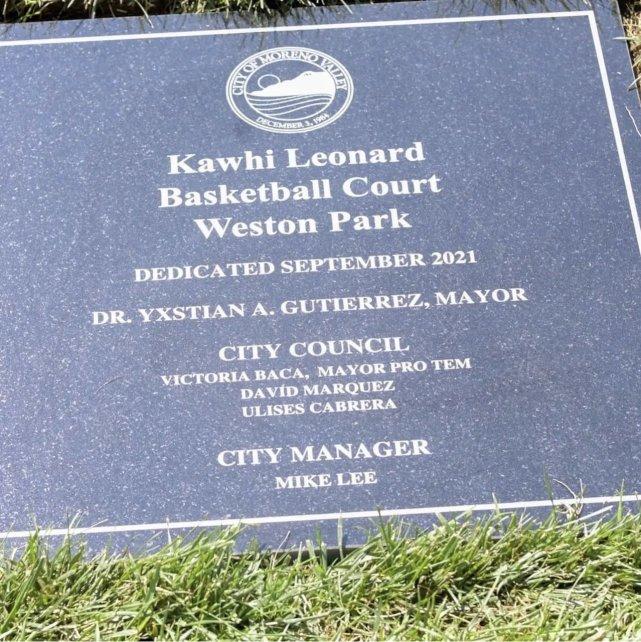 CITY OF MORENO VALLEY
DECEMBER 3, 1984
Kawhi Leonard
Basketball Court
Weston Park
DEDICATED SEPTEMBER 2021
DR. YXSTIAN A. GUTIERREZ, MAYOR
CITY COUNCIL
VICTORIA BACA, MAYOR PRO TEM
DAVÍD MARQUEZ
ULISES CABRERA
CITY MANAGER
MIKE LEE